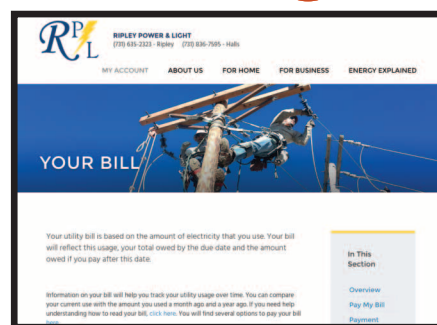 RPL
RIPLEY POWER & LIGHT
(731) 635-2323 - Ripley (731) 836-7595 - Halls
MY ACCOUNT ABOUT US FOR HOME FOR BUSINESS ENERGY EXPLAINED
YOUR BILL
Your utility bill is based on the amount of electricity that you use. Your bill
will reflect this usage, your total owed by the due date and the amount
owed if you pay after this date.
Information on your bill will help you track your utility usage over time. You can compare
your current use with the amount you used a month ago and a year ago. If you need help
understanding how to read your bill, click here. You will find several options to pay your bill
here.
In This
Section
Overview
Pay My Bill
Payment